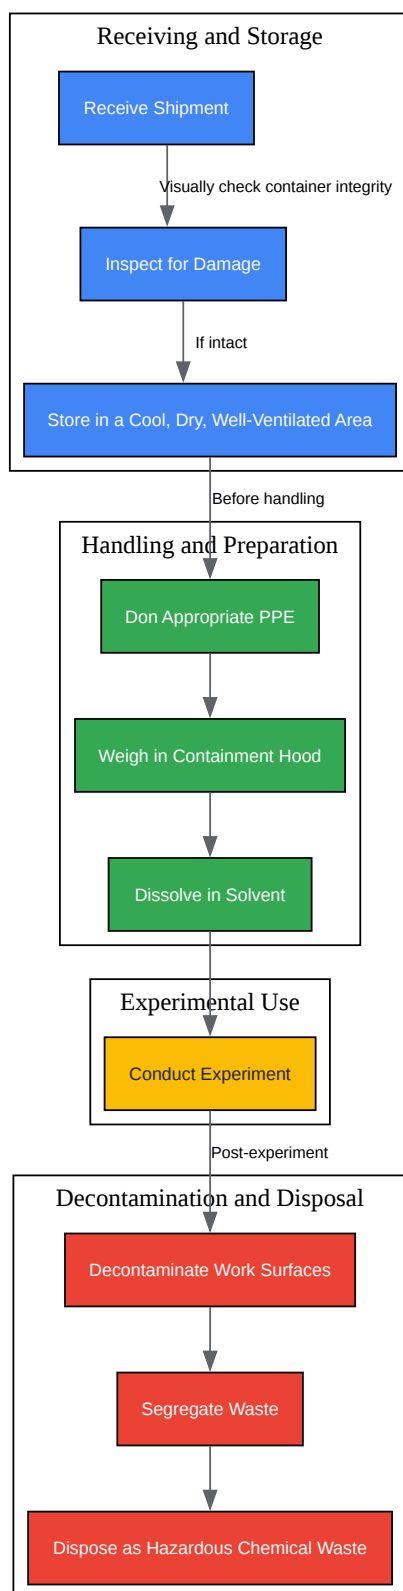 Receiving and Storage
Receive Shipment
Visually check container integrity
Inspect for Damage
If intact
Store in a Cool, Dry, Well-Ventilated Area
Before handling
Handling and Preparation
Don Appropriate PPE
Weigh in Containment Hood
Dissolve in Solvent
Experimental Use
Conduct Experiment
Post-experiment
Decontamination and Disposal
Decontaminate Work Surfaces
Segregate Waste
Dispose as Hazardous Chemical Waste